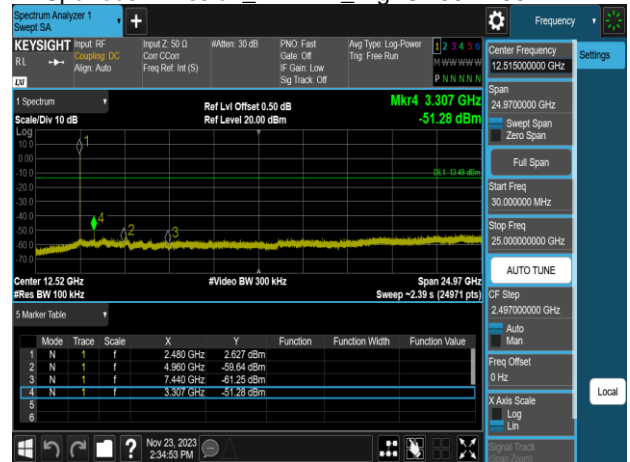 Spectrum Analyzer 1
Swept SA
Frequency
KEYSIGHT
RL
Input: RF
Coupling: DC
Align: Auto
Input Z: 50 Ω
Corr CCorr
Freq Ref: Int (S)
#Atten: 30 dB
PNO: Fast
Gate: Off
IF Gain: Low
Sig Track: Off
Avg Type: Log-Power
Trig: Free Run
1 2 3 4 5 6
M W W W W W
P N N N N N
LXI
1 Spectrum
Scale/Div 10 dB
Ref Lvl Offset 0.50 dB
Ref Level 20.00 dBm
Mkr4 3.307 GHz
-51.28 dBm
Log
10.0
0.00
-10.0
-20.0
-30.0
-40.0
-50.0
-60.0
-70.0
1
4
2
3
DL1 -13.49 dBm
Center 12.52 GHz
#Res BW 100 kHz
#Video BW 300 kHz
Span 24.97 GHz
Sweep ~2.39 s (24971 pts)
5 Marker Table
Mode Trace Scale X Y Function Function Width Function Value
1 N 1 f 2.480 GHz 2.627 dBm
2 N 1 f 4.960 GHz -59.64 dBm
3 N 1 f 7.440 GHz -61.25 dBm
4 N 1 f 3.307 GHz -51.28 dBm
5
6
?
Nov 23, 2023
2:34:53 PM
Center Frequency
12.515000000 GHz
Settings
Span
24.9700000 GHz
Swept Span
Zero Span
Full Span
Start Freq
30.000000 MHz
Stop Freq
25.000000000 GHz
AUTO TUNE
CF Step
2.497000000 GHz
Auto
Man
Freq Offset
0 Hz
X Axis Scale
Log
Lin
Local
Signal Track
(Span Zoom)